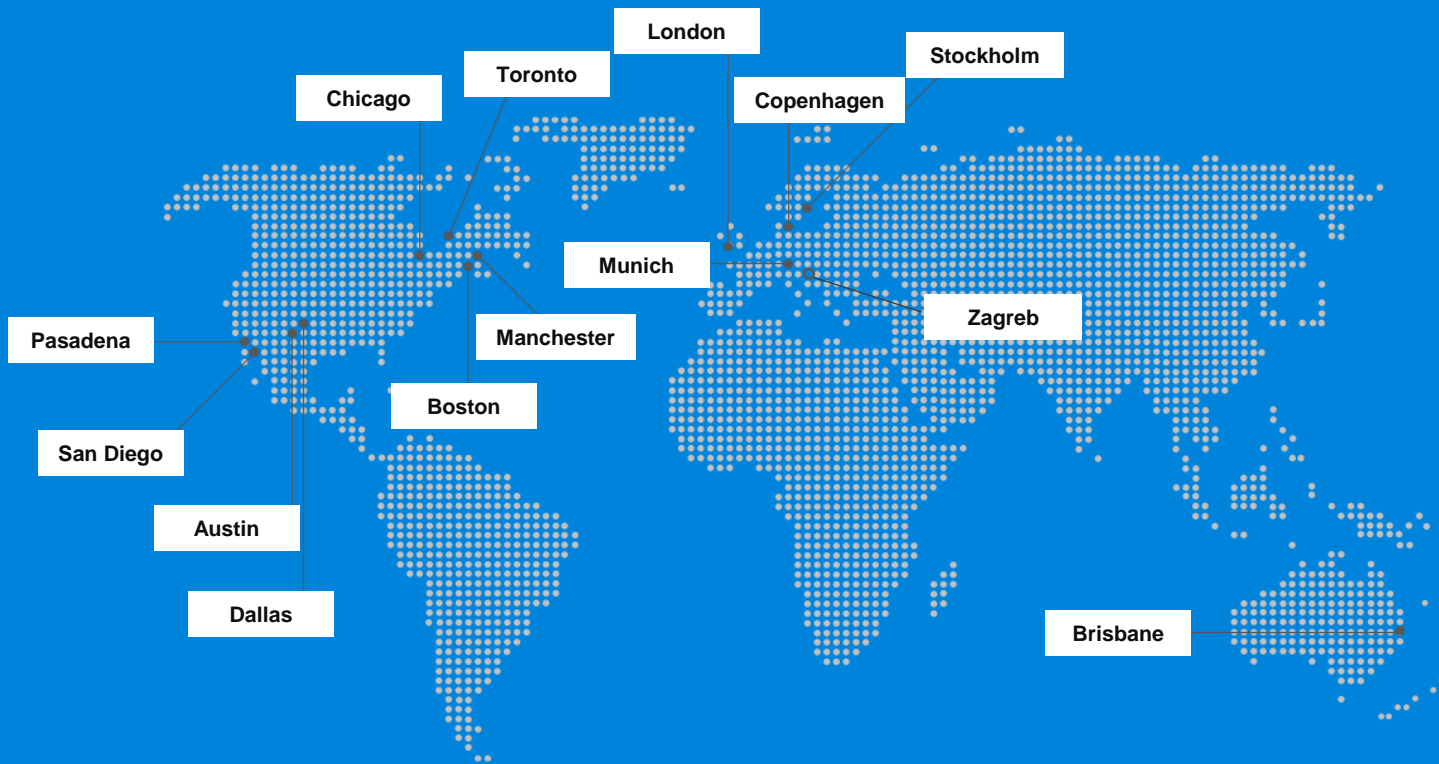 London
Stockholm
Toronto
Chicago
Copenhagen
Munich
Zagreb
Pasadena
Manchester
Boston
San Diego
Austin
Dallas
Brisbane